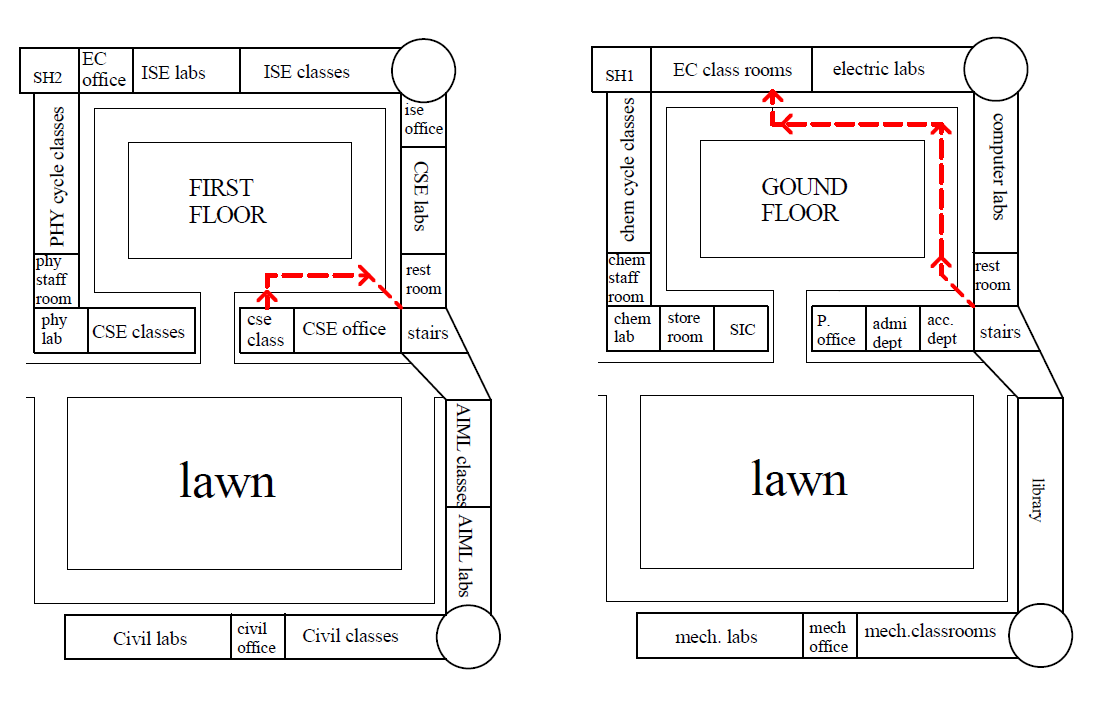 SH2
EC
office
ISE labs
ISE classes
ise
office
PHY cycle classes
CSE labs
FIRST
FLOOR
phy
staff
room
rest
room
phy
lab
CSE classes
cse
class
CSE office
stairs
lawn
AIML classes
AIML labs
Civil labs
civil
office
Civil classes
SH1
EC class rooms
electric labs
chem cycle classes
computer labs
GOUND
FLOOR
chem
staff
room
rest
room
chem
lab
store
room
SIC
P.
office
admi
dept
acc.
dept
stairs
lawn
library
mech. labs
mech
office
mech.classrooms